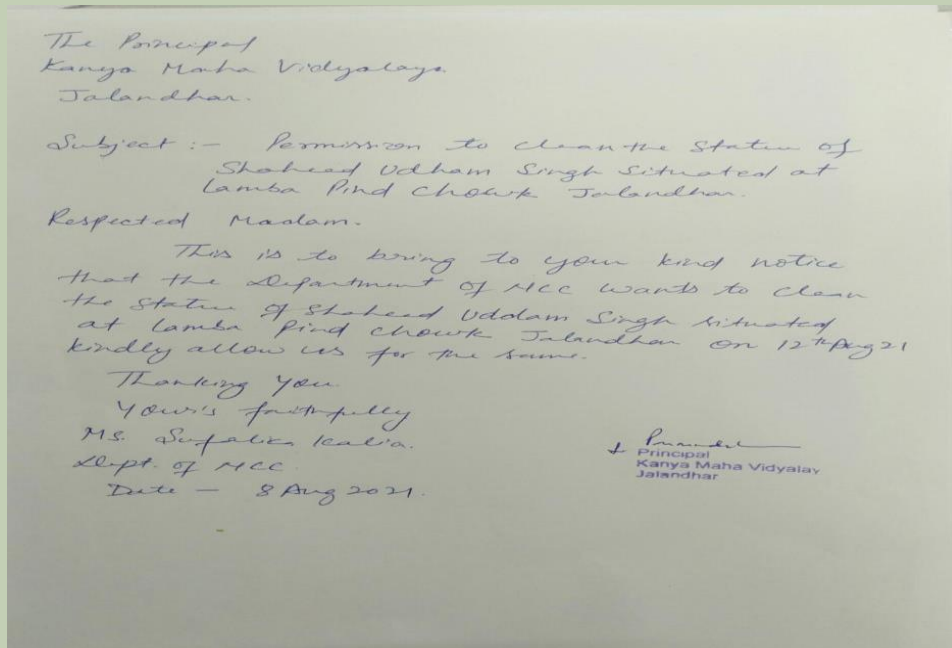 The Principal
Kanya Maha Vidyalaya.
Jalandhar.
Subject :- Permission to clean the Statue of
Shaheed Udham Singh Situated at
Lamba Pind Chowk Jalandhar.
Respected Madam.
This is to bring to your kind notice
that the Department of NCC wants to clean
the statue of Shaheed Uddam Singh situated
at lamba Pind chowk Jalandhar on 12th Aug 21
kindly allow us for the same.
Thanking You
Your's faithfully
Ms. Sufalika Kalia.
Dept. of NCC
Date - 8 Aug 2021.
Principal
Kanya Maha Vidyalay
Jalandhar